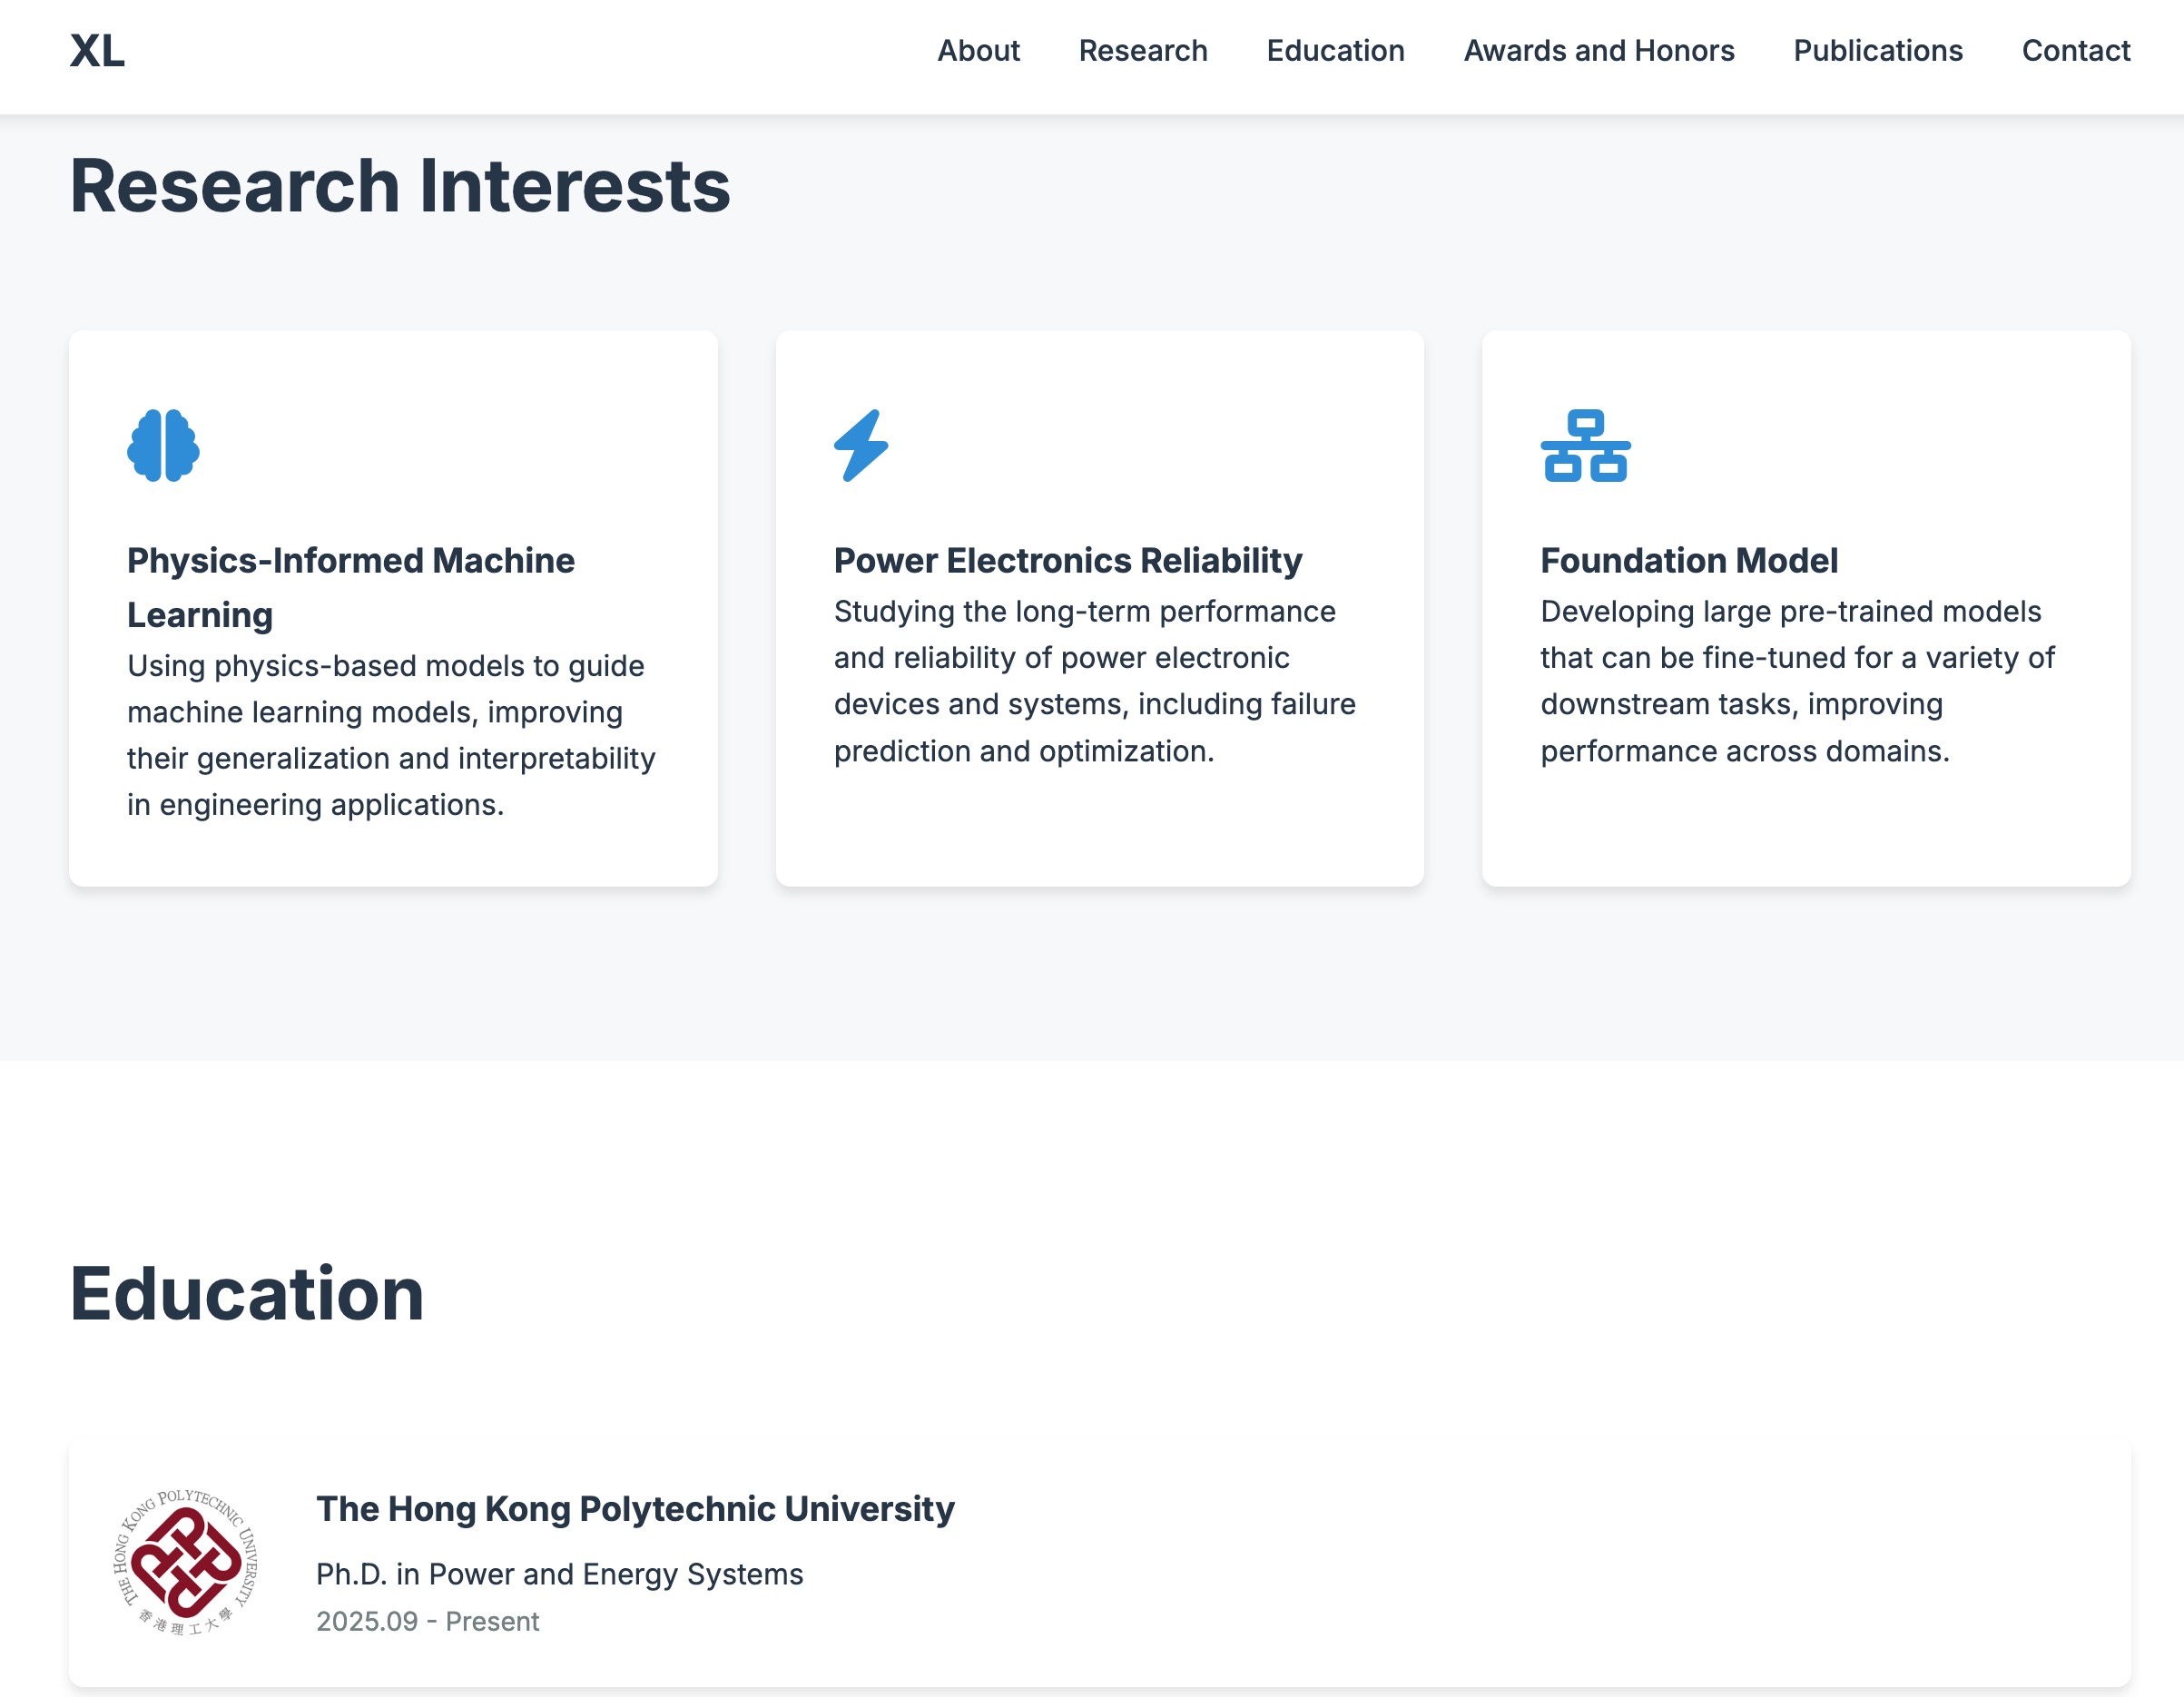 XL
About Research Education Awards and Honors Publications Contact
Research Interests
Physics-Informed Machine
Learning
Using physics-based models to guide
machine learning models, improving
their generalization and interpretability
in engineering applications.
Power Electronics Reliability
Studying the long-term performance
and reliability of power electronic
devices and systems, including failure
prediction and optimization.
Foundation Model
Developing large pre-trained models
that can be fine-tuned for a variety of
downstream tasks, improving
performance across domains.
Education
THE HONG KONG POLYTECHNIC UNIVERSITY
香港理工大學
The Hong Kong Polytechnic University
Ph.D. in Power and Energy Systems
2025.09 - Present